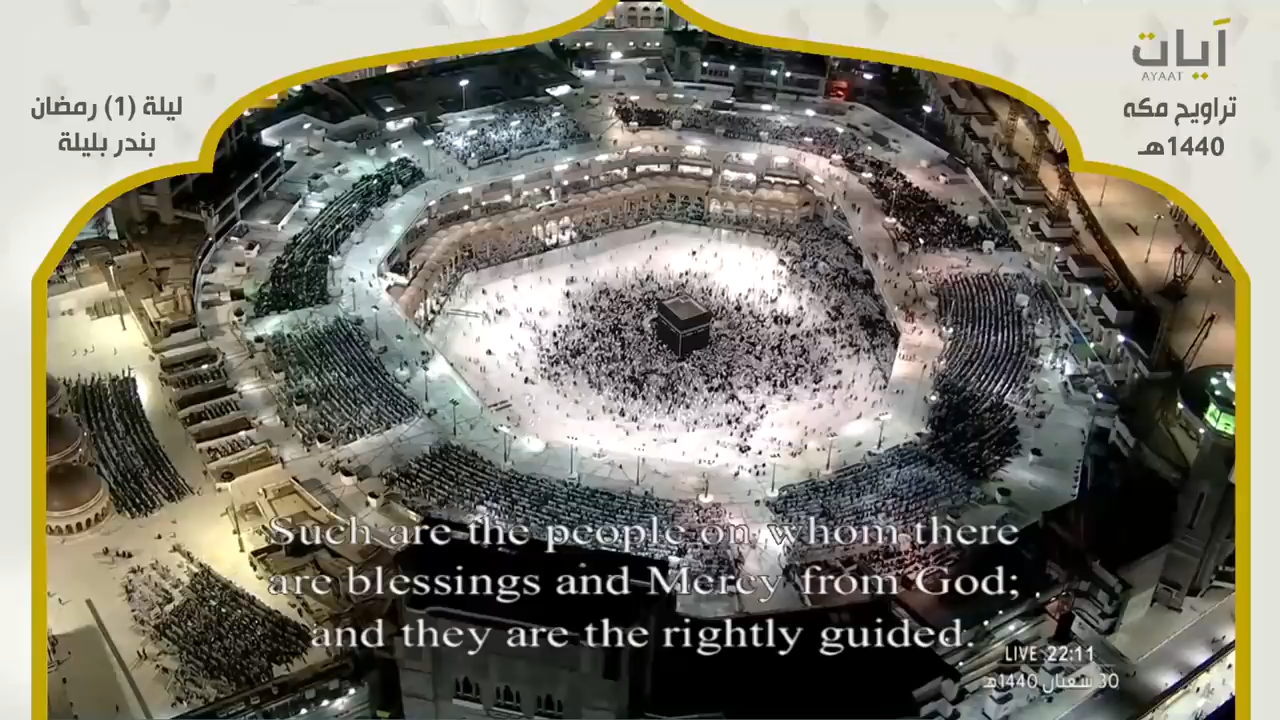 آيات
AYAAT
تراويح مكه
1440هـ
ليلة (1) رمضان
بندر بليلة
Such are the people on whom there
are blessings and Mercy from God;
and they are the rightly guided.
LIVE 22:11
30 شعبان 1440هـ